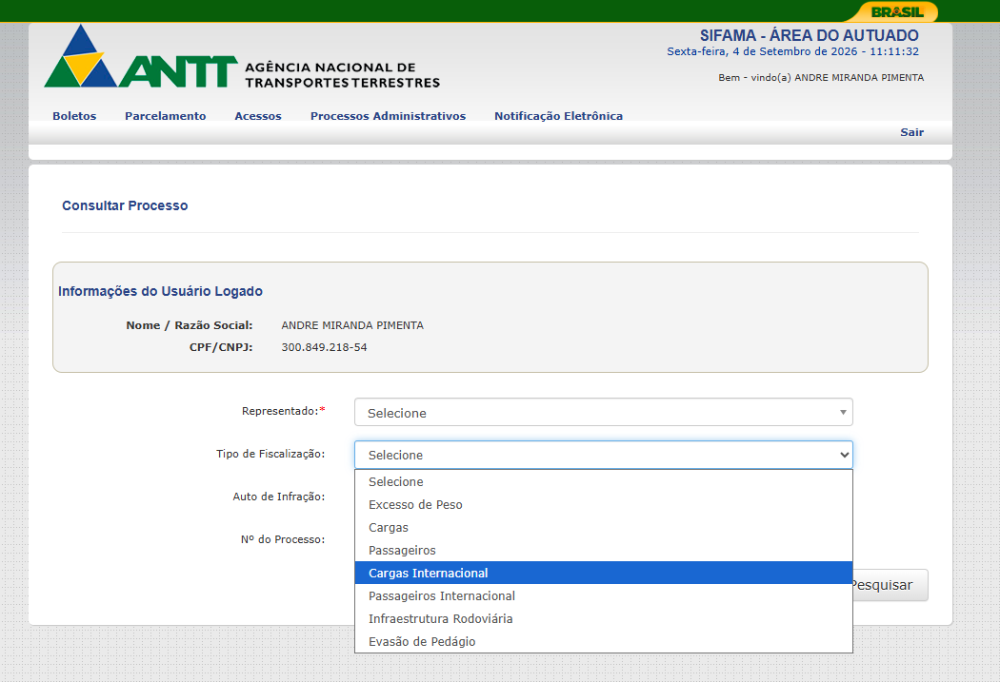 BRASIL
SIFAMA - ÁREA DO AUTUADO
Sexta-feira, 4 de Setembro de 2026 - 11:11:32
ANTT
AGÊNCIA NACIONAL DE
TRANSPORTES TERRESTRES
Bem - vindo(a) ANDRE MIRANDA PIMENTA
Boletos Parcelamento Acessos Processos Administrativos Notificação Eletrônica
Sair
Consultar Processo
Informações do Usuário Logado
Nome / Razão Social: ANDRE MIRANDA PIMENTA
CPF/CNPJ: 300.849.218-54
Representado:* Selecione
Tipo de Fiscalização: Selecione
Selecione
Auto de Infração:
Excesso de Peso
Cargas
Nº do Processo:
Passageiros
Cargas Internacional
Pesquisar
Passageiros Internacional
Infraestrutura Rodoviária
Evasão de Pedágio